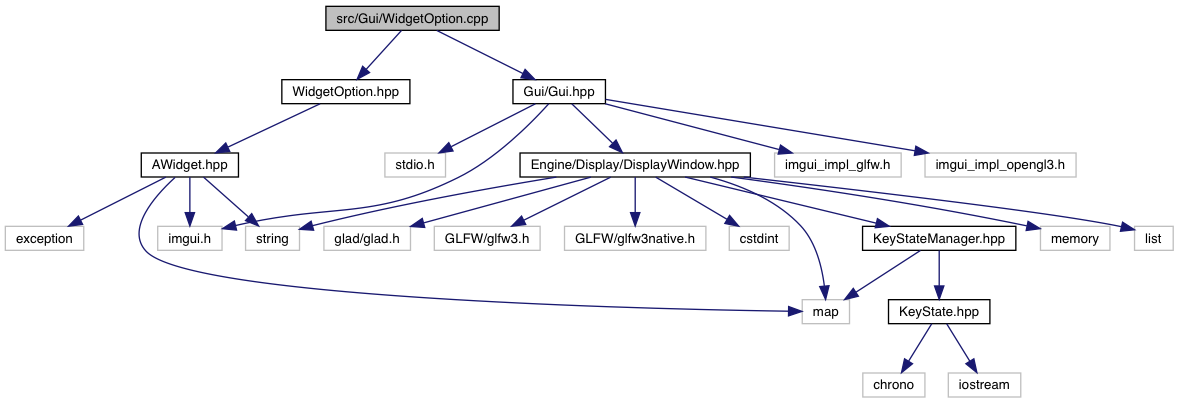 src/Gui/WidgetOption.cpp
WidgetOption.hpp
Gui/Gui.hpp
AWidget.hpp
stdio.h
Engine/Display/DisplayWindow.hpp
imgui_impl_glfw.h
imgui_impl_opengl3.h
exception
imgui.h
string
glad/glad.h
GLFW/glfw3.h
GLFW/glfw3native.h
cstdint
KeyStateManager.hpp
memory
list
map
KeyState.hpp
chrono
iostream